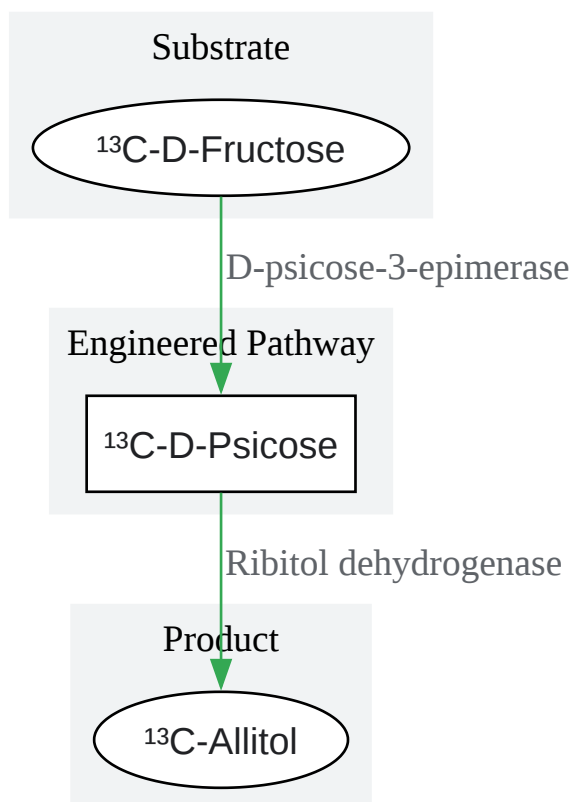 Substrate
¹³C-D-Fructose
D-psicose-3-epimerase
Engineered Pathway
¹³C-D-Psicose
Ribitol dehydrogenase
Product
¹³C-Allitol